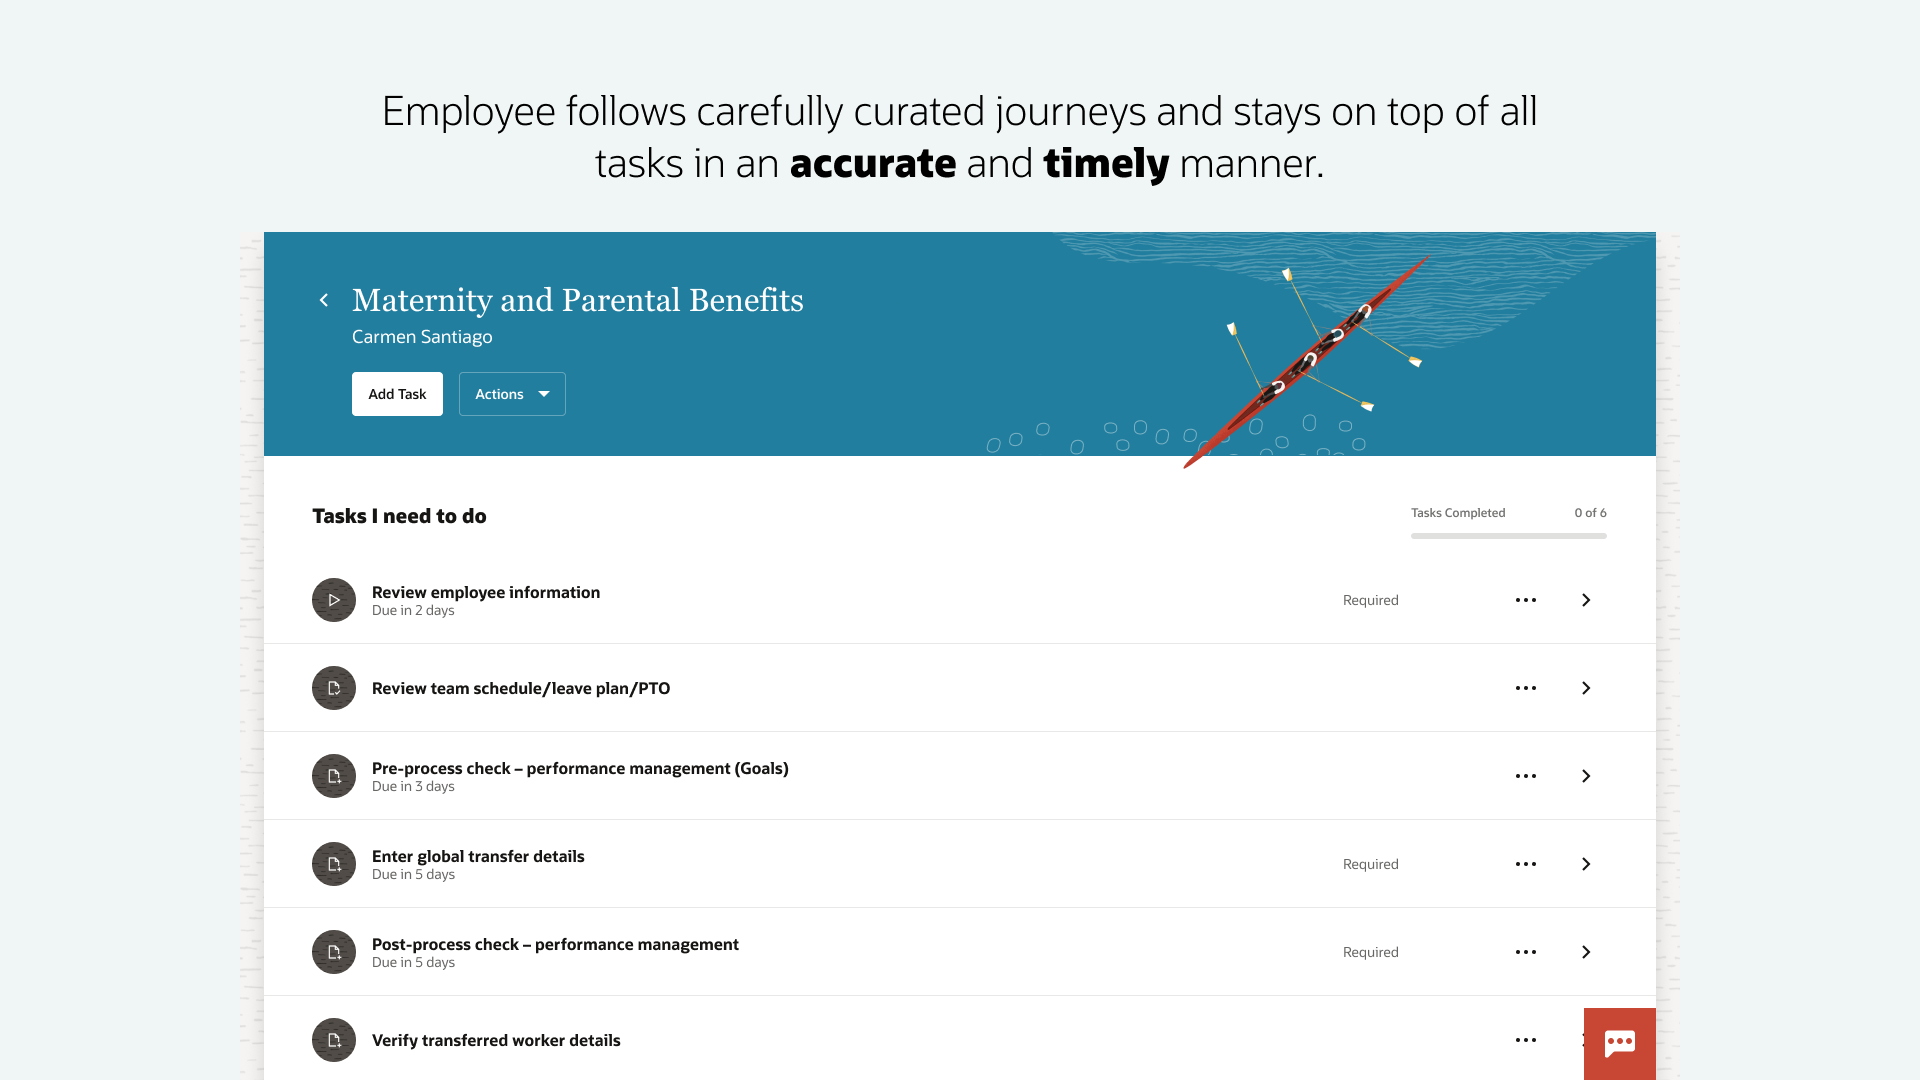 Employee follows carefully curated journeys and stays on top of all
tasks in an accurate and timely manner.
Maternity and Parental Benefits
Carmen Santiago
Add Task
Actions
Tasks I need to do
Tasks Completed 0 of 6
Review employee information
Due in 2 days
Required
Review team schedule/leave plan/PTO
Pre-process check – performance management (Goals)
Due in 3 days
Enter global transfer details
Due in 5 days
Required
Post-process check – performance management
Due in 5 days
Required
Verify transferred worker details